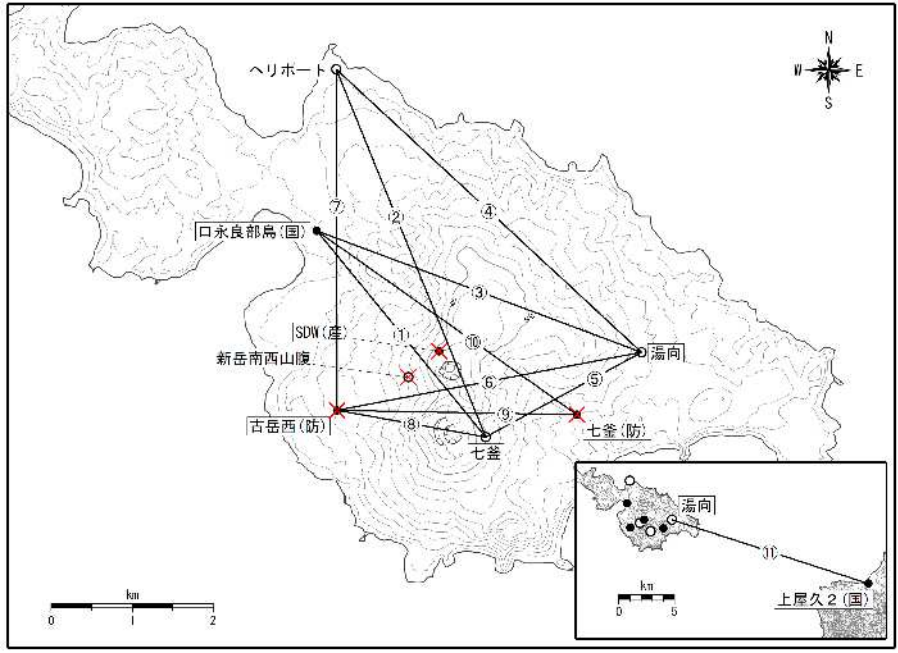 N
W E
S
ヘリポート
⑦
②
④
口永良部島(国)
③
SDW(産)
①
⑩
新岳南西山腹
湯向
⑥
⑤
古岳西(防)
⑧
⑨
七釜
七釜(防)
km
0 1 2
湯向
⑪
km
0 5
上屋久2(国)